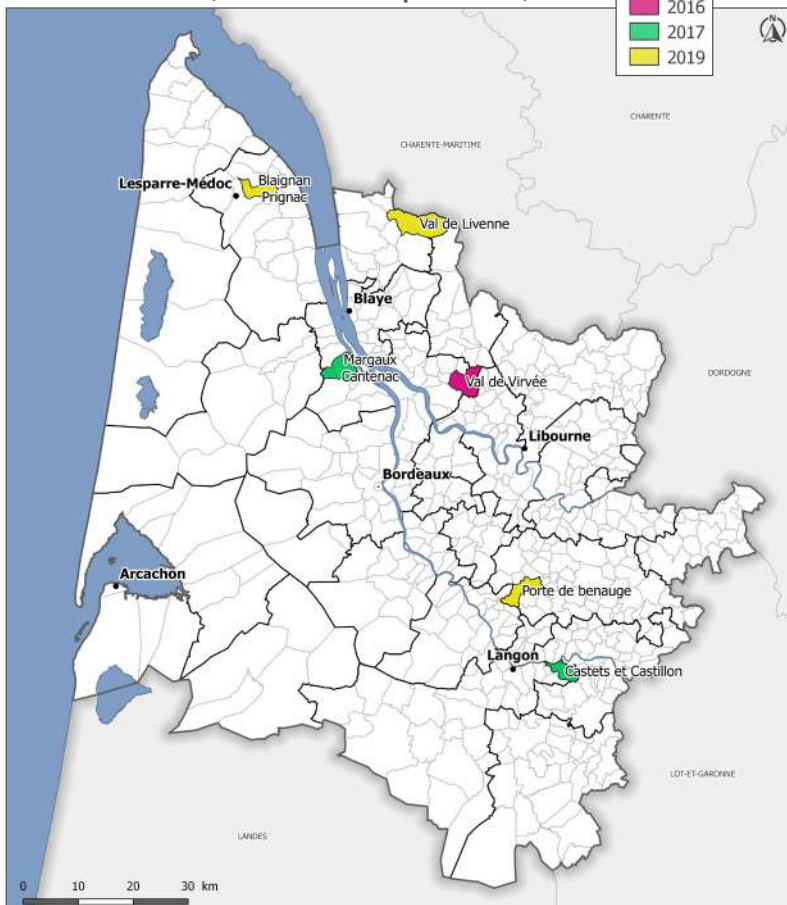 2016
2017
2019
N
CHARENTE
CHARENTE-MARITIME
Lesparre-Médoc
Blaignan
Prignac
Val de Livenne
Blaye
Margaux
Cantenac
Val de Virvée
DORDOGNE
Libourne
Bordeaux
Arcachon
Porte de benauge
Langon
Castets et Castillon
LOT-ET-GARONNE
LANDES
0 10 20 30 km